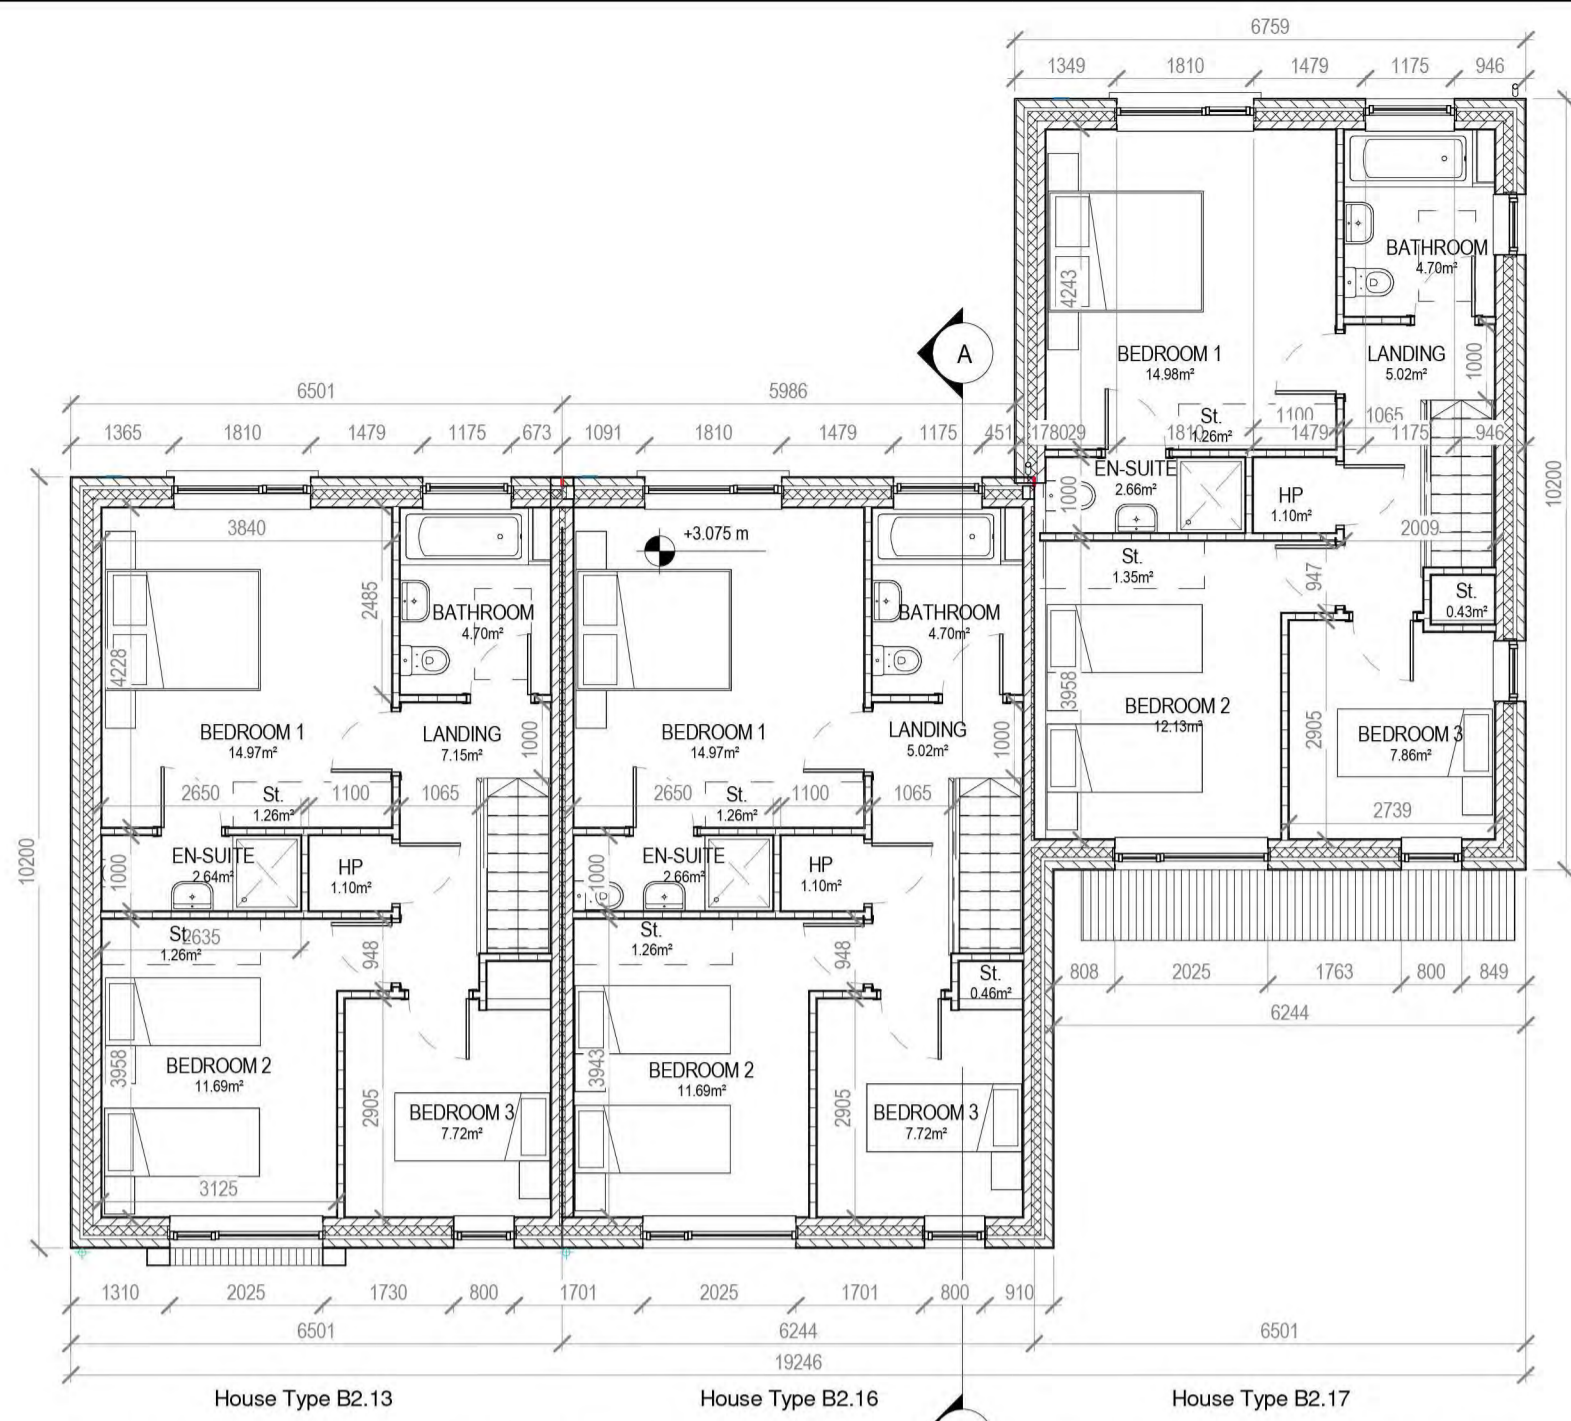 6759
1349 1810 1479 1175 946
BATHROOM
4.70m²
4243
10200
A
BEDROOM 1
14.98m²
LANDING
5.02m²
1000
6501 5986
St.
1.26m²
1100 1065
1365 1810 1479 1175 673 1091 1810 1479 1175 451 1810 1479 1175 946
EN-SUITE
2.66m²
1000
HP
1.10m²
2009
3840
+3.075 m
St.
1.35m²
947
St.
0.43m²
2485
BATHROOM
4.70m²
BATHROOM
4.70m²
4228
3958
BEDROOM 2
12.13m²
2905
BEDROOM 3
7.86m²
BEDROOM 1
14.97m²
LANDING
7.15m²
1000
BEDROOM 1
14.97m²
LANDING
5.02m²
1000
2650
St.
1.26m²
1100 1065
2650
St.
1.26m²
1100 1065
2739
10200
EN-SUITE
2.64m²
1000
HP
1.10m²
EN-SUITE
2.66m²
1000
HP
1.10m²
St.
1.26m²
2635
948
St.
1.26m²
948
St.
0.46m²
808 2025 1763 800 849
6244
3958
BEDROOM 2
11.69m²
2905
BEDROOM 3
7.72m²
3943
BEDROOM 2
11.69m²
2905
BEDROOM 3
7.72m²
3125
1310 2025 1730 800 1701 2025 1701 800 910
6501 6244 6501
19246
House Type B2.13 House Type B2.16 House Type B2.17